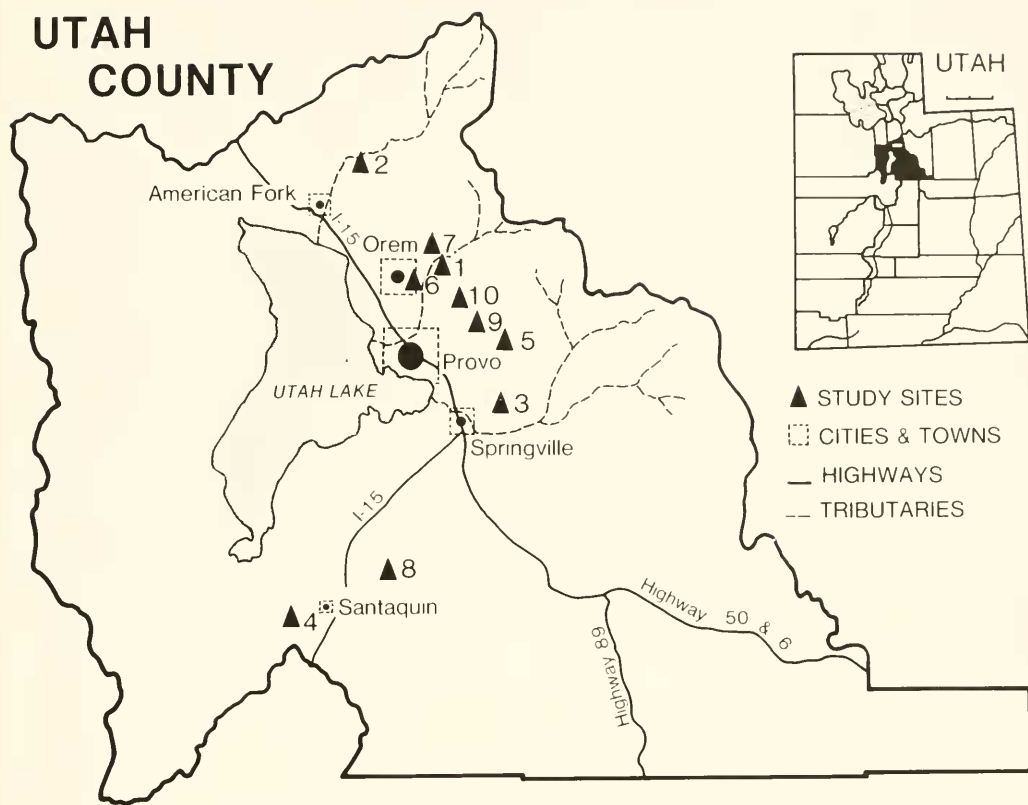 UTAH
COUNTY
UTAH
2
American Fork
I-15
Orem
7
1
6
10
9
5
Provo
UTAH LAKE
3
Springville
▲ STUDY SITES
CITIES & TOWNS
HIGHWAYS
TRIBUTARIES
I-15
8
Santaquin
4
Highway 50 & 6
Highway 89